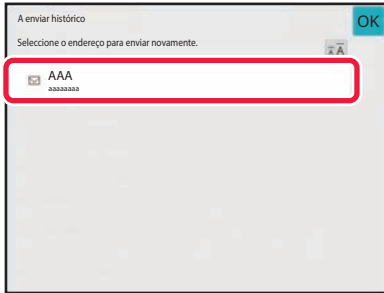 A enviar histórico
OK
Seleccione o endereço para enviar novamente.
AAA
aaaaaaaa